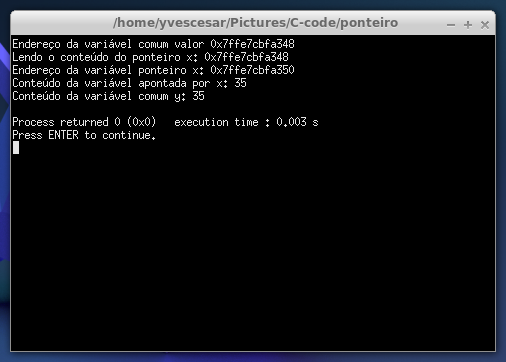 /home/yvescesar/Pictures/C-code/ponteiro
Endereço da variável comum valor 0x7ffe7cbfa348
Lendo o conteúdo do ponteiro x: 0x7ffe7cbfa348
Endereço da variável ponteiro x: 0x7ffe7cbfa350
Conteúdo da variável apontada por x: 35
Conteúdo da variável comum y: 35
Process returned 0 (0x0)   execution time : 0.003 s
Press ENTER to continue.